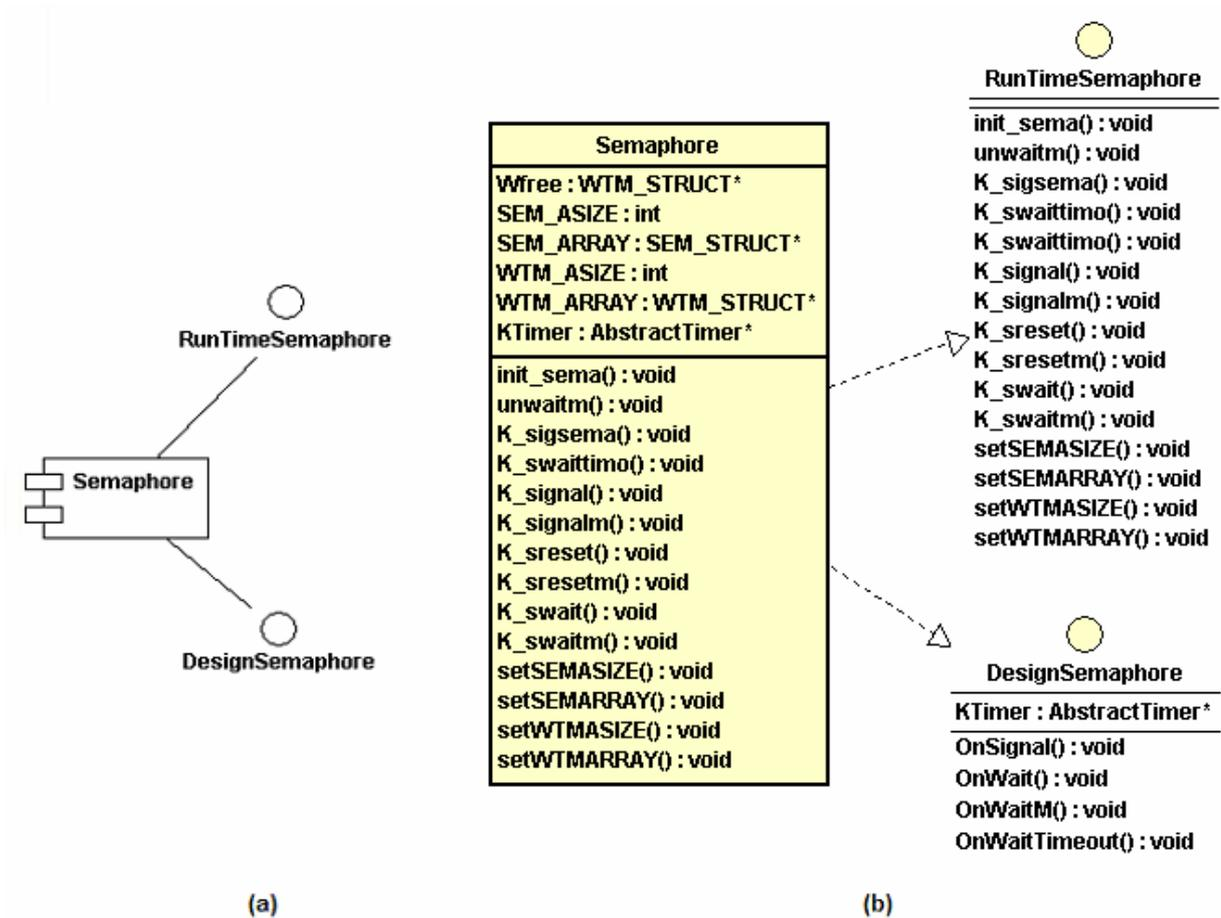 RunTimeSemaphore
Semaphore
DesignSemaphore
(a)
Semaphore
Wfree : WTM_STRUCT*
SEM_ASIZE : int
SEM_ARRAY : SEM_STRUCT*
WTM_ASIZE : int
WTM_ARRAY : WTM_STRUCT*
KTimer : AbstractTimer*
init_sema() : void
unwaitm() : void
K_sigsema() : void
K_swaittimo() : void
K_signal() : void
K_signalm() : void
K_sreset() : void
K_sresetm() : void
K_swait() : void
K_swaitm() : void
setSEMASIZE() : void
setSEMARRAY() : void
setWTMASIZE() : void
setWTMARRAY() : void
RunTimeSemaphore
init_sema() : void
unwaitm() : void
K_sigsema() : void
K_swaittimo() : void
K_swaittimo() : void
K_signal() : void
K_signalm() : void
K_sreset() : void
K_sresetm() : void
K_swait() : void
K_swaitm() : void
setSEMASIZE() : void
setSEMARRAY() : void
setWTMASIZE() : void
setWTMARRAY() : void
DesignSemaphore
KTimer : AbstractTimer*
OnSignal() : void
OnWait() : void
OnWaitM() : void
OnWaitTimeout() : void
(b)